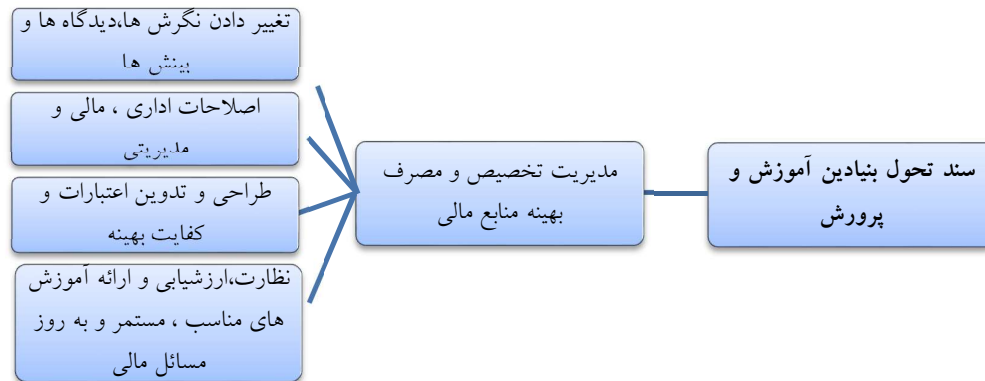 سند تحول بنیادین آموزش و
پرورش
مدیریت تخصیص و مصرف
بهینه منابع مالی
تغییر دادن نگرش ها،دیدگاه ها و
بینش ها
اصلاحات اداری ، مالی و
مدیریتی
طراحی و تدوین اعتبارات و
کفایت بهینه
نظارت،ارزشیابی و ارائه آموزش
های مناسب ، مستمر و به روز
مسائل مالی